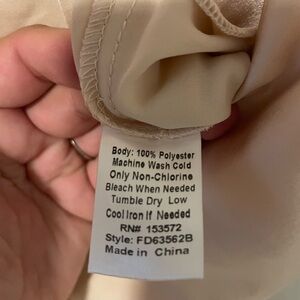 Body: 100% Polyester
Machine Wash Cold
Only Non-Chlorine
Bleach When Needed
Tumble Dry Low
Cool Iron If Needed
RN# 153572
Style: FD63562B
Made in China